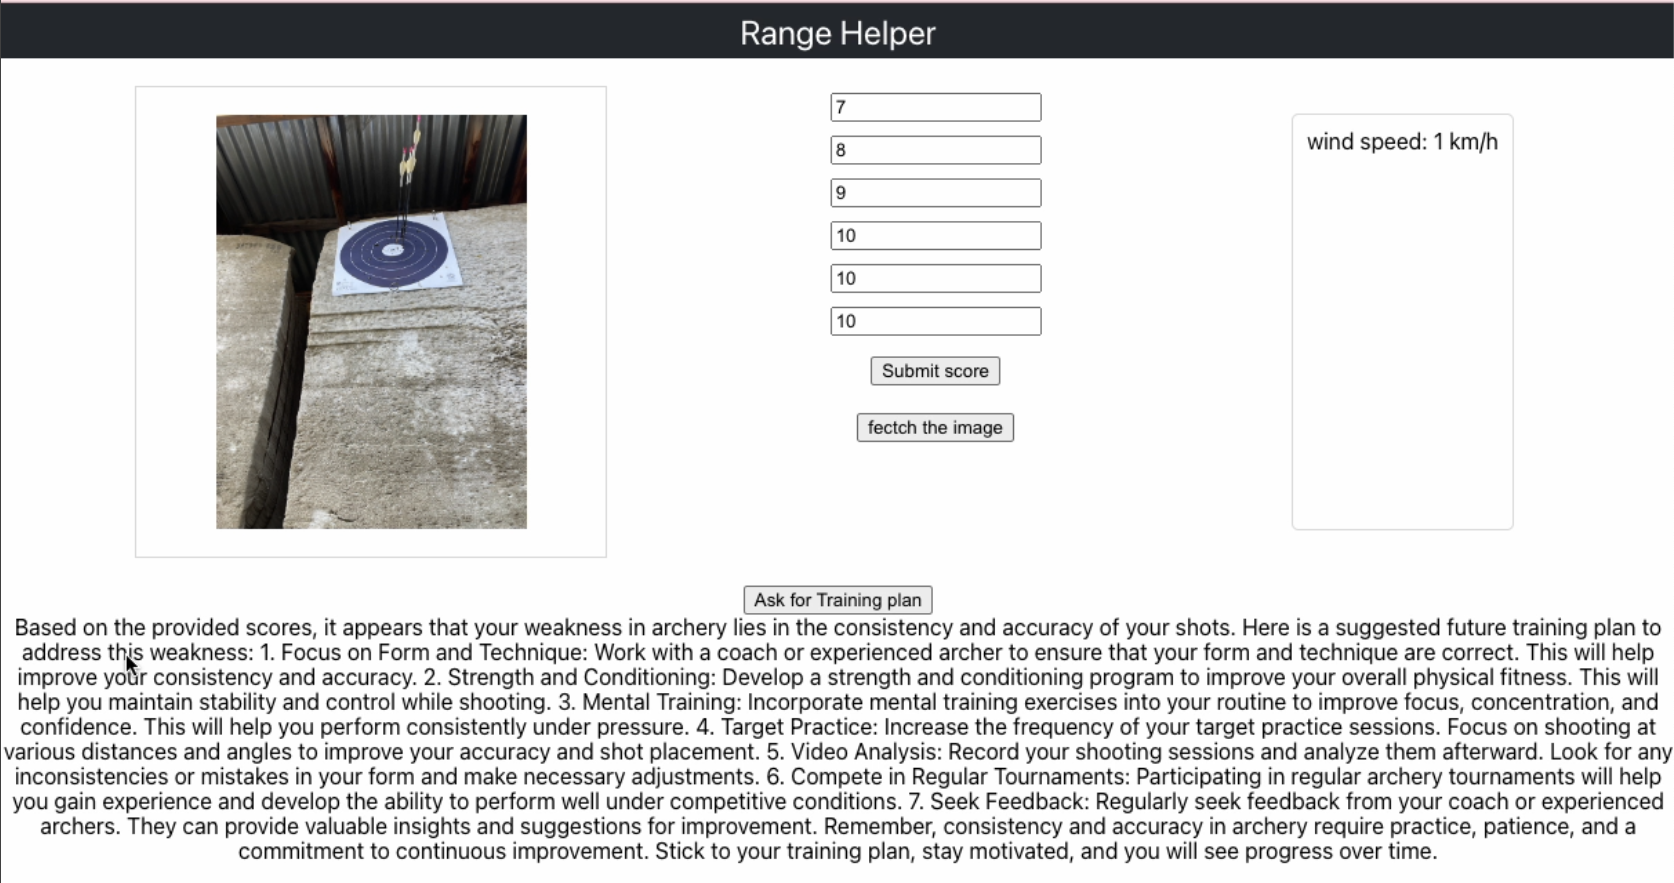 Range Helper
7
8
9
10
10
10
Submit score
fectch the image
wind speed: 1 km/h
Ask for Training plan
Based on the provided scores, it appears that your weakness in archery lies in the consistency and accuracy of your shots. Here is a suggested future training plan to
address this weakness: 1. Focus on Form and Technique: Work with a coach or experienced archer to ensure that your form and technique are correct. This will help
improve your consistency and accuracy. 2. Strength and Conditioning: Develop a strength and conditioning program to improve your overall physical fitness. This will
help you maintain stability and control while shooting. 3. Mental Training: Incorporate mental training exercises into your routine to improve focus, concentration, and
confidence. This will help you perform consistently under pressure. 4. Target Practice: Increase the frequency of your target practice sessions. Focus on shooting at
various distances and angles to improve your accuracy and shot placement. 5. Video Analysis: Record your shooting sessions and analyze them afterward. Look for any
inconsistencies or mistakes in your form and make necessary adjustments. 6. Compete in Regular Tournaments: Participating in regular archery tournaments will help
you gain experience and develop the ability to perform well under competitive conditions. 7. Seek Feedback: Regularly seek feedback from your coach or experienced
archers. They can provide valuable insights and suggestions for improvement. Remember, consistency and accuracy in archery require practice, patience, and a
commitment to continuous improvement. Stick to your training plan, stay motivated, and you will see progress over time.